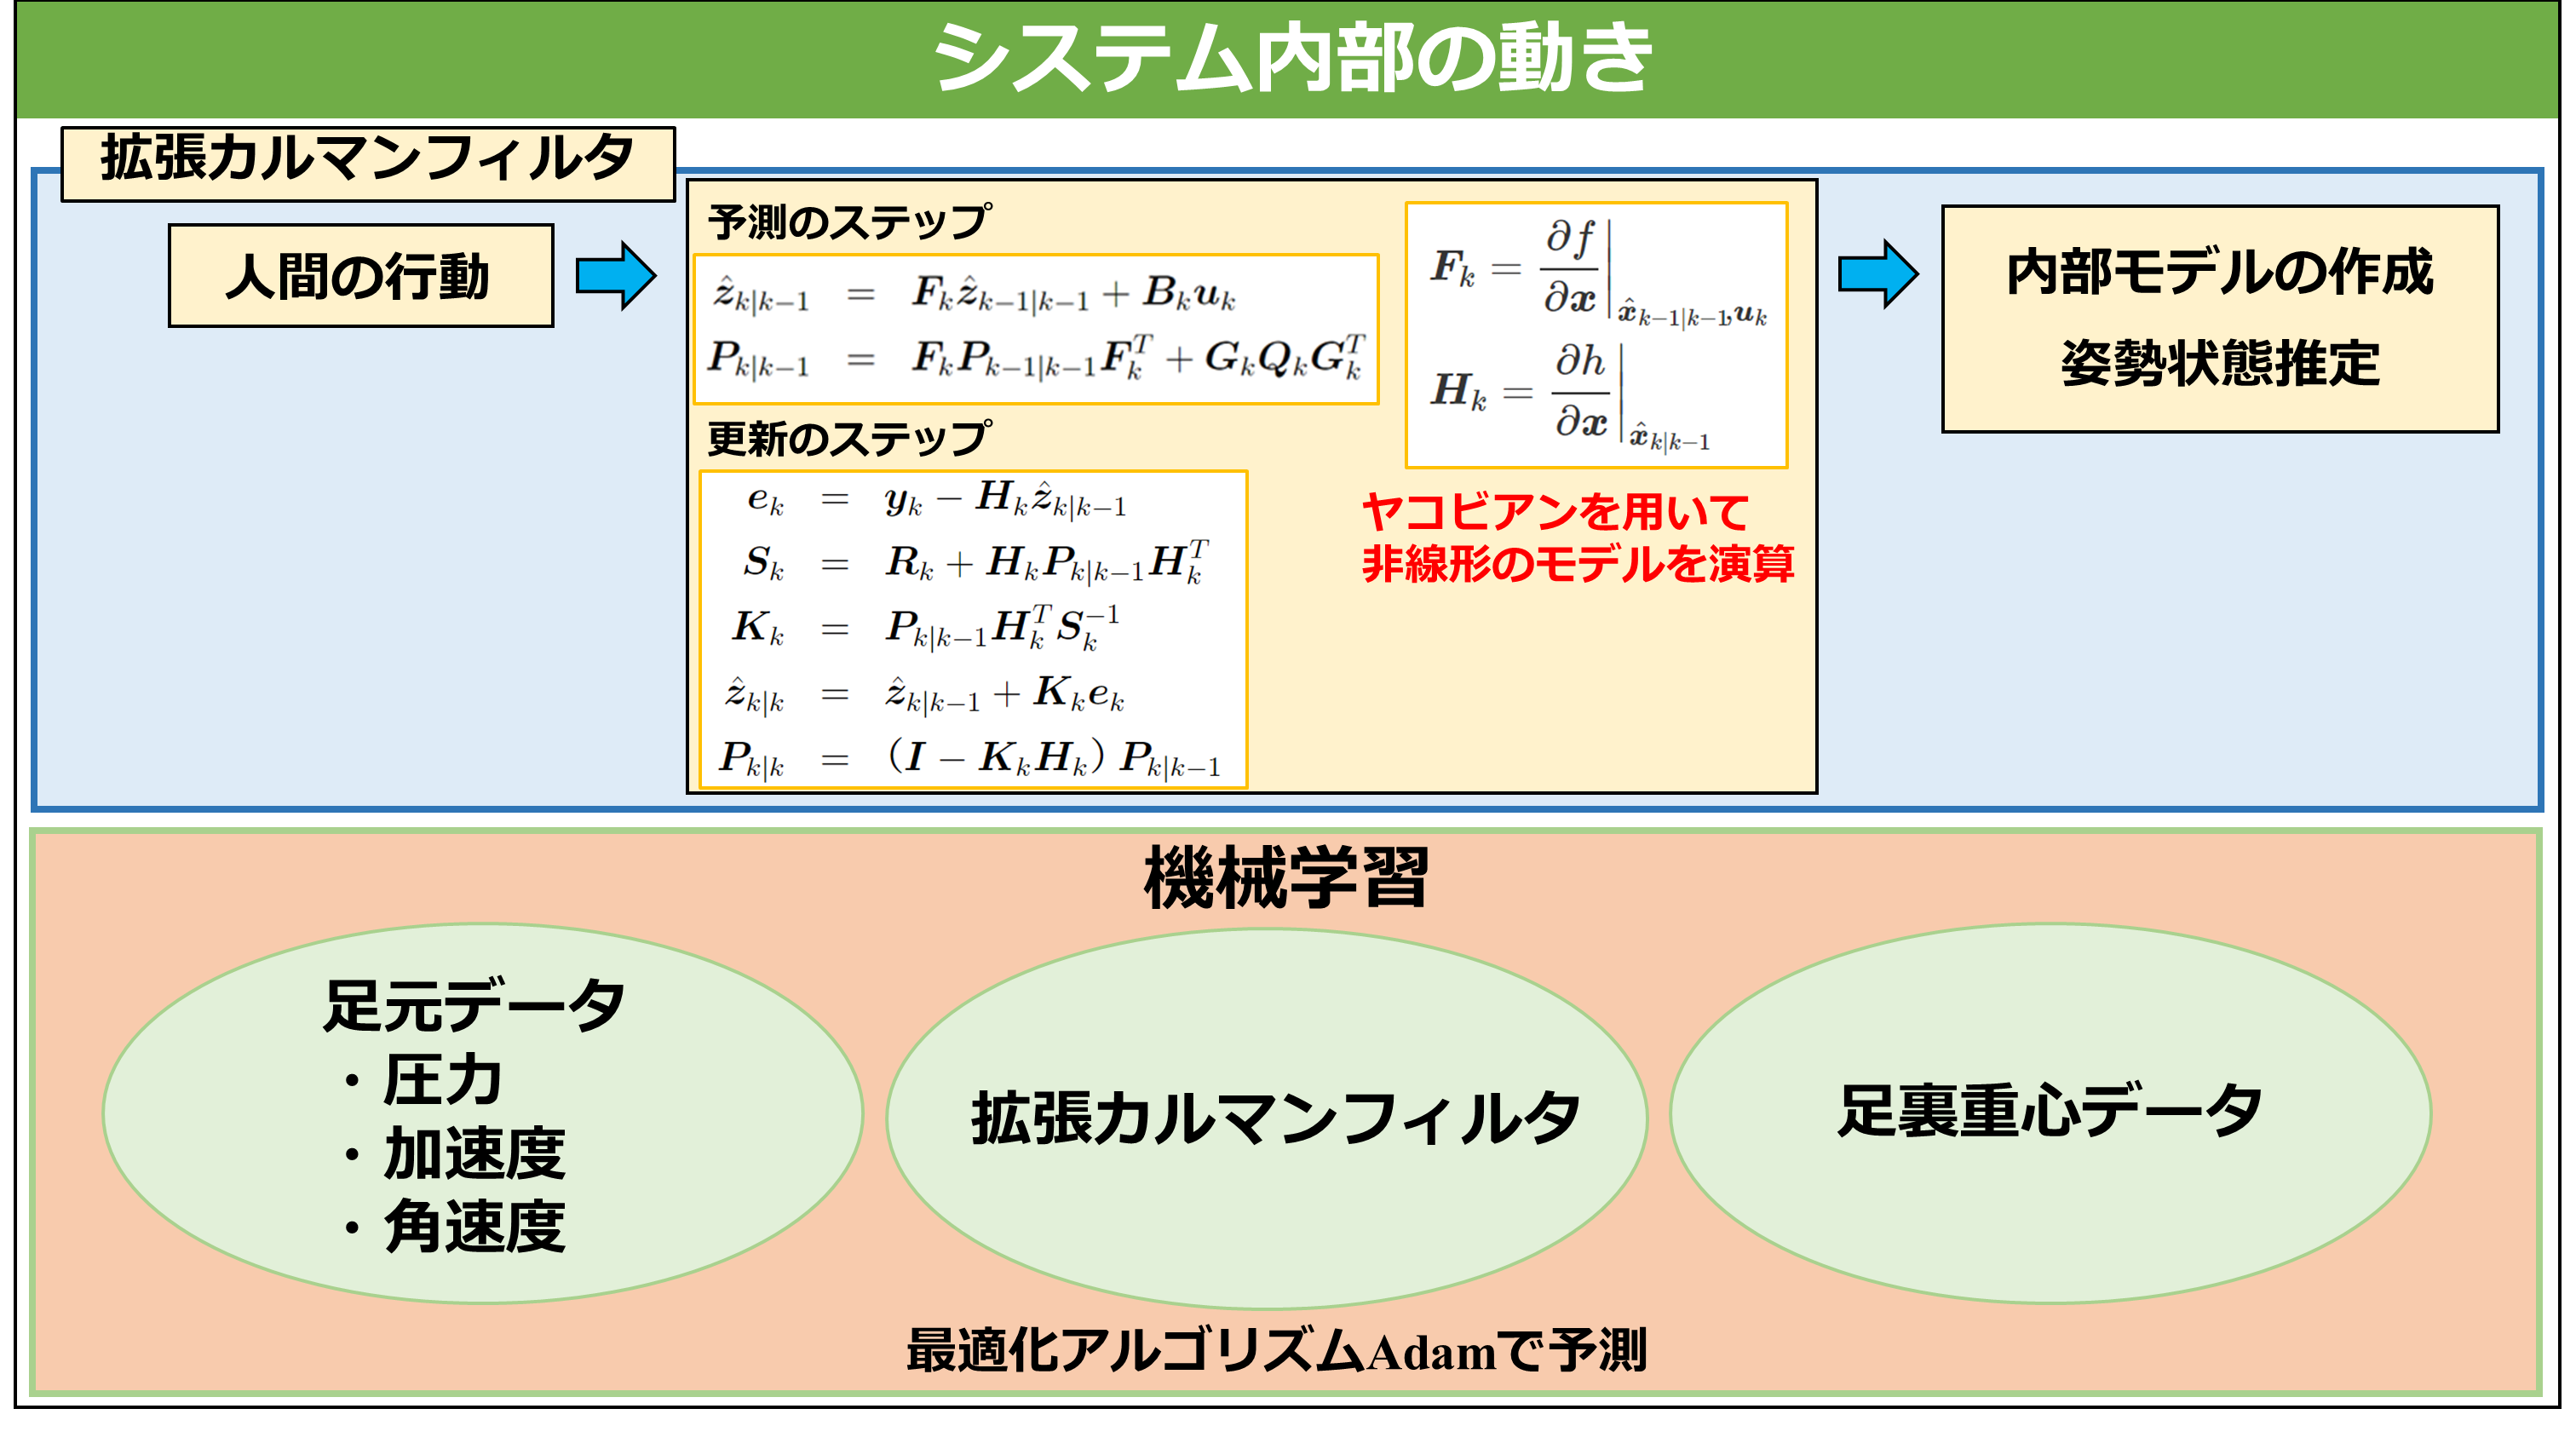 システム内部の動き
拡張カルマンフィルタ
人間の行動
予測のステップ
ẑ_{k|k−1} = F_k ẑ_{k−1|k−1} + B_k u_k
P_{k|k−1} = F_k P_{k−1|k−1} F_k^T + G_k Q_k G_k^T
更新のステップ
e_k = y_k − H_k ẑ_{k|k−1}
S_k = R_k + H_k P_{k|k−1} H_k^T
K_k = P_{k|k−1} H_k^T S_k^{−1}
ẑ_{k|k} = ẑ_{k|k−1} + K_k e_k
P_{k|k} = (I − K_k H_k) P_{k|k−1}
F_k = ∂f/∂x |_{x̂_{k−1|k−1},u_k}
H_k = ∂h/∂x |_{x̂_{k|k−1}}
ヤコビアンを用いて
非線形のモデルを演算
内部モデルの作成
姿勢状態推定
機械学習
足元データ
・圧力
・加速度
・角速度
拡張カルマンフィルタ
足裏重心データ
最適化アルゴリズムAdamで予測